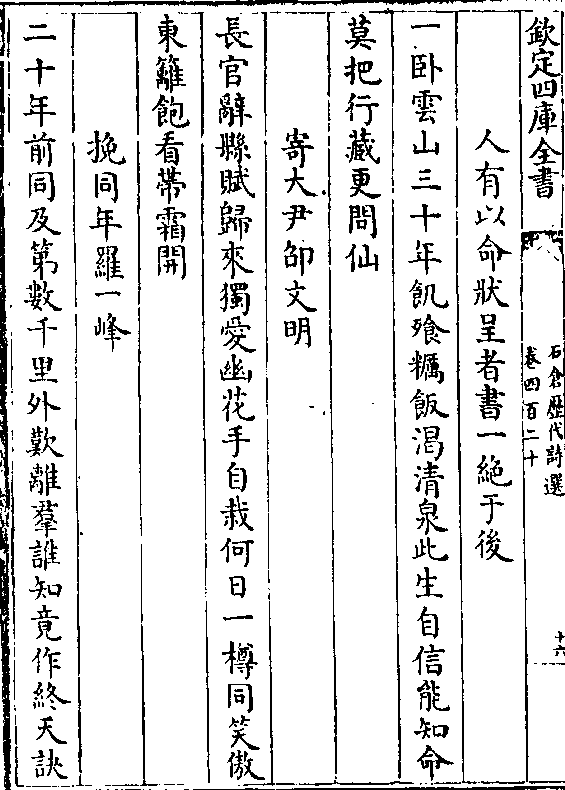 欽定四庫全書
石倉歴代詩選
卷四百二十
十六
人有以命狀呈者書一絶于後
一卧雲山三十年飢飱糲飯渴清泉此生自信能知命
莫把行藏更問仙
寄大尹邵文明
長官辭縣賦歸來獨愛幽花手自栽何日一樽同笑傲
東籬飽看帶霜開
挽同年羅一峰
二十年前同及第數千里外歎離羣誰知竟作終天訣